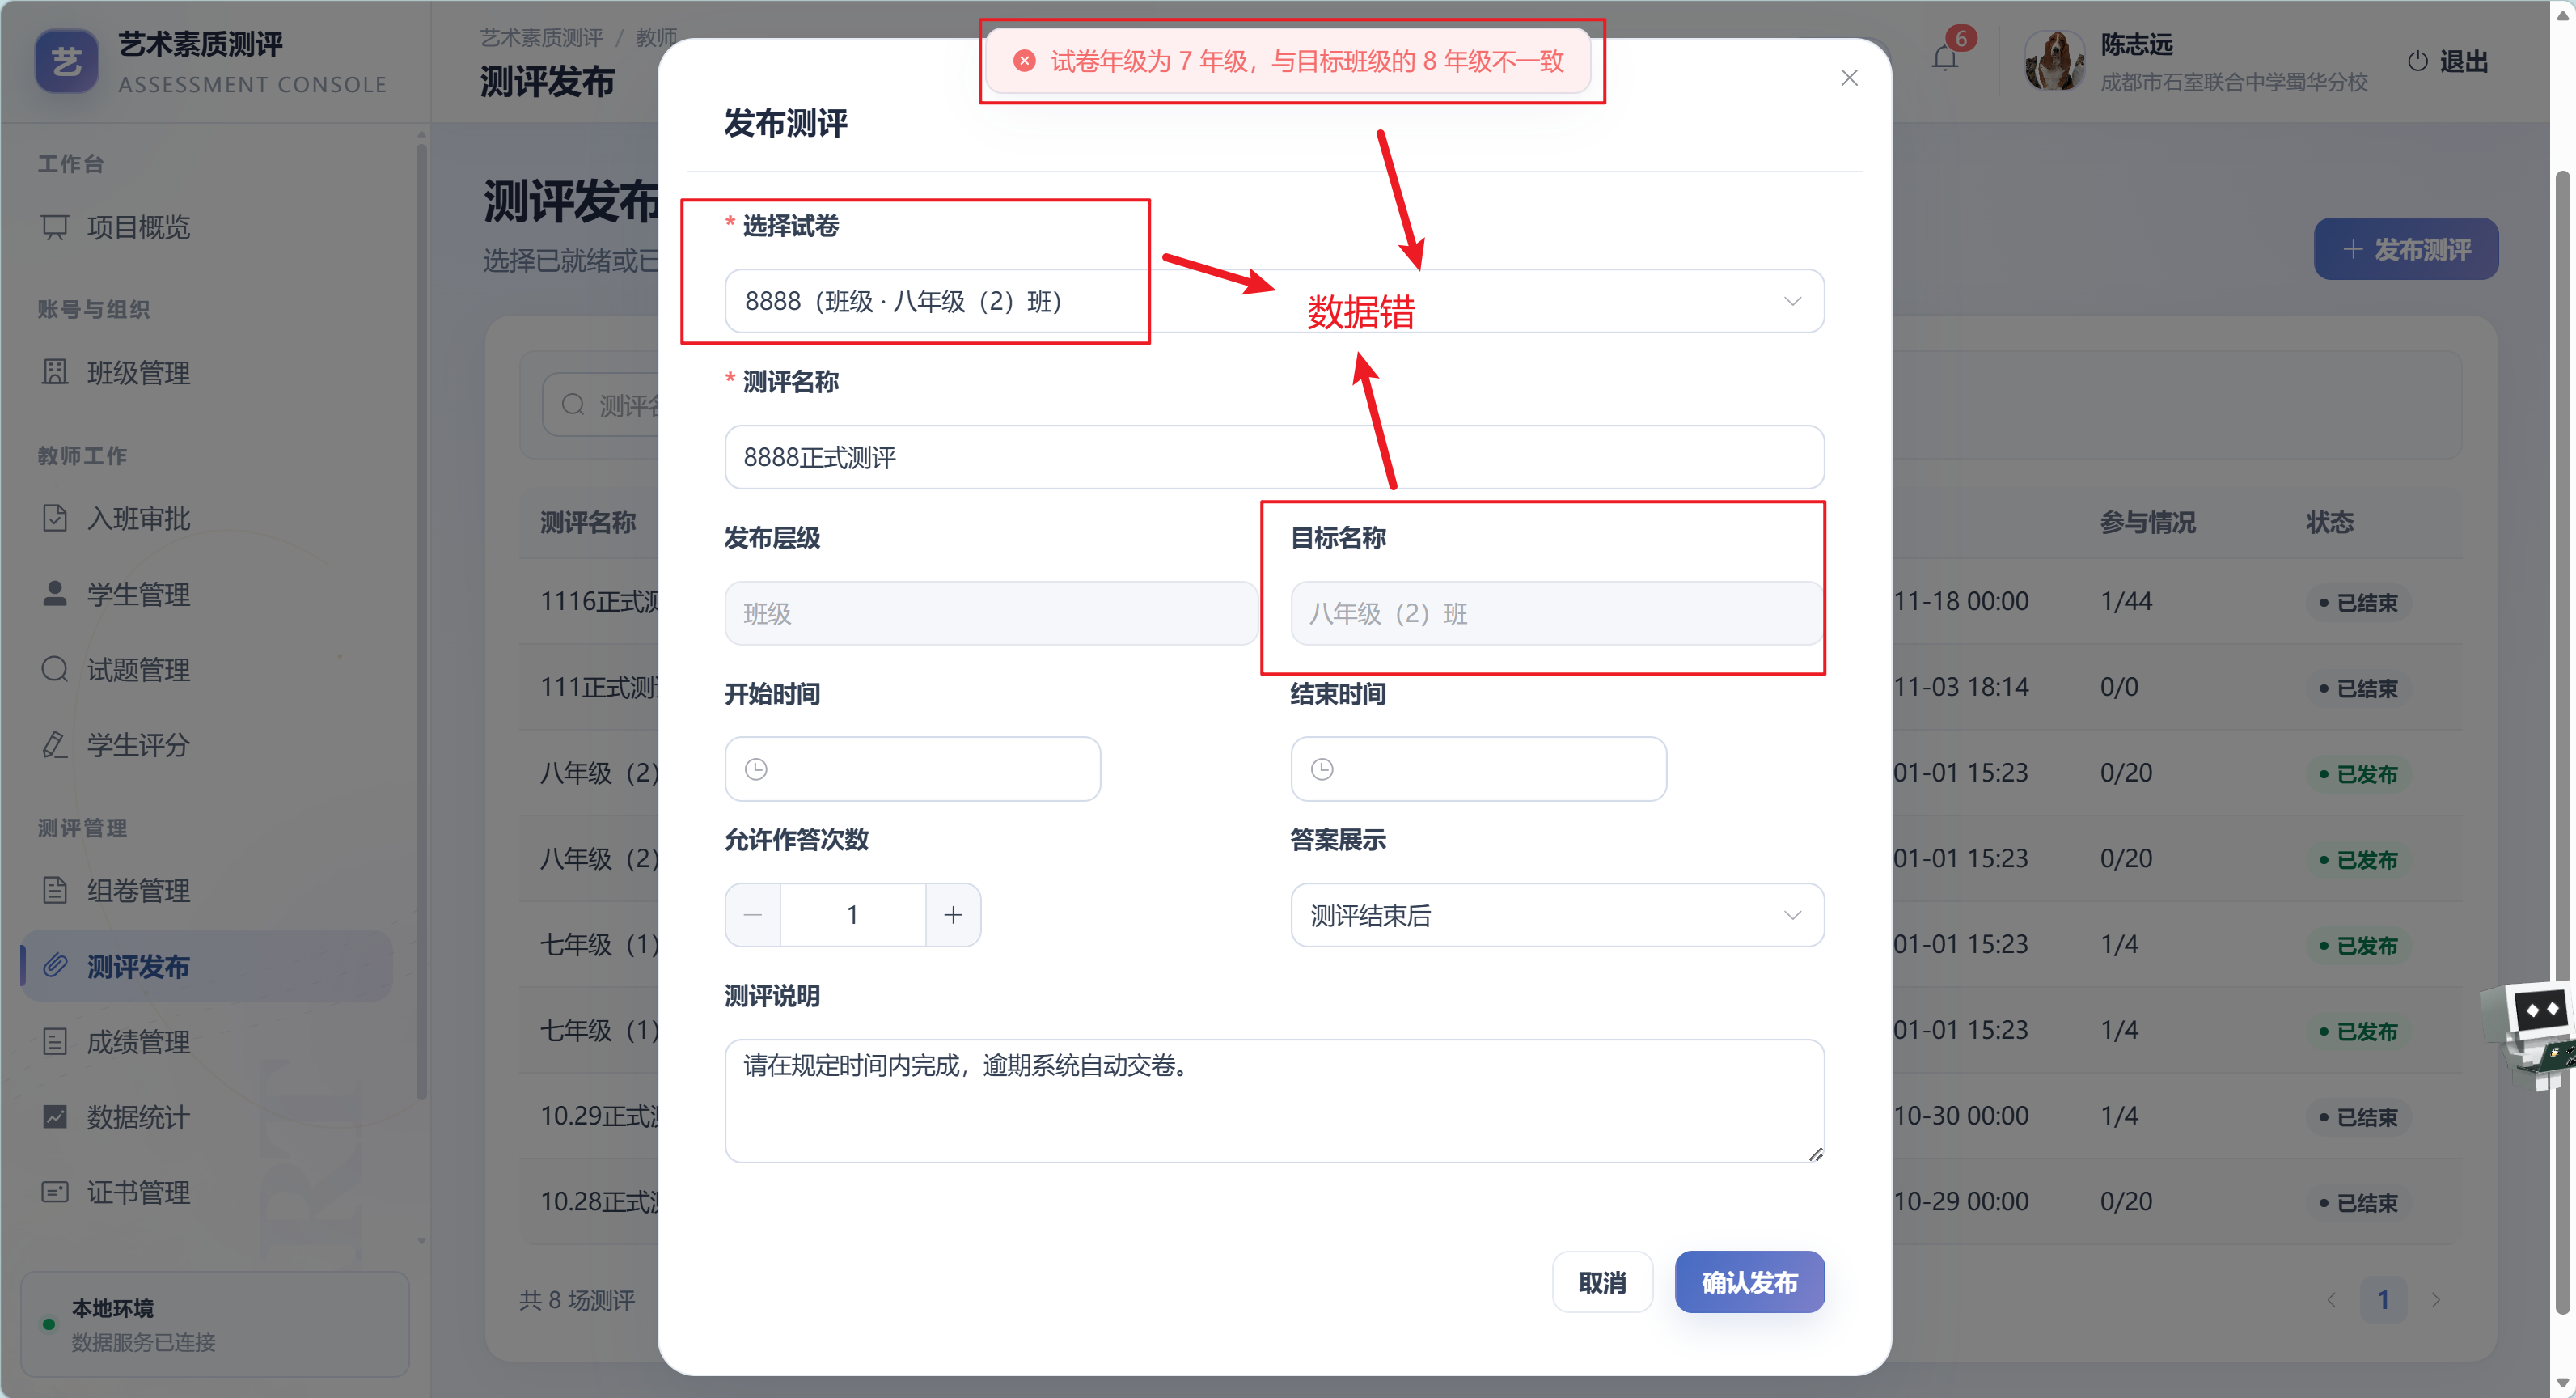 艺
艺术素质测评
ASSESSMENT CONSOLE
工作台
项目概览
账号与组织
班级管理
教师工作
入班审批
学生管理
试题管理
学生评分
测评管理
组卷管理
测评发布
成绩管理
数据统计
证书管理
本地环境
数据服务已连接
艺术素质测评 / 教师
测评发布
6
陈志远
成都市石室联合中学蜀华分校
退出
测评发布
选择已就绪或已
+ 发布测评
测评名
测评名称
参与情况
状态
1116正式测
11-18 00:00
1/44
已结束
111正式测
11-03 18:14
0/0
已结束
八年级（2）
01-01 15:23
0/20
已发布
八年级（2）
01-01 15:23
0/20
已发布
七年级（1）
01-01 15:23
1/4
已发布
七年级（1）
01-01 15:23
1/4
已发布
10.29正式测
10-30 00:00
1/4
已结束
10.28正式测
10-29 00:00
0/20
已结束
共 8 场测评
1
试卷年级为 7 年级，与目标班级的 8 年级不一致
发布测评
* 选择试卷
8888（班级 · 八年级（2）班）
数据错
* 测评名称
8888正式测评
发布层级
目标名称
班级
八年级（2）班
开始时间
结束时间
允许作答次数
答案展示
1
测评结束后
测评说明
请在规定时间内完成，逾期系统自动交卷。
取消
确认发布